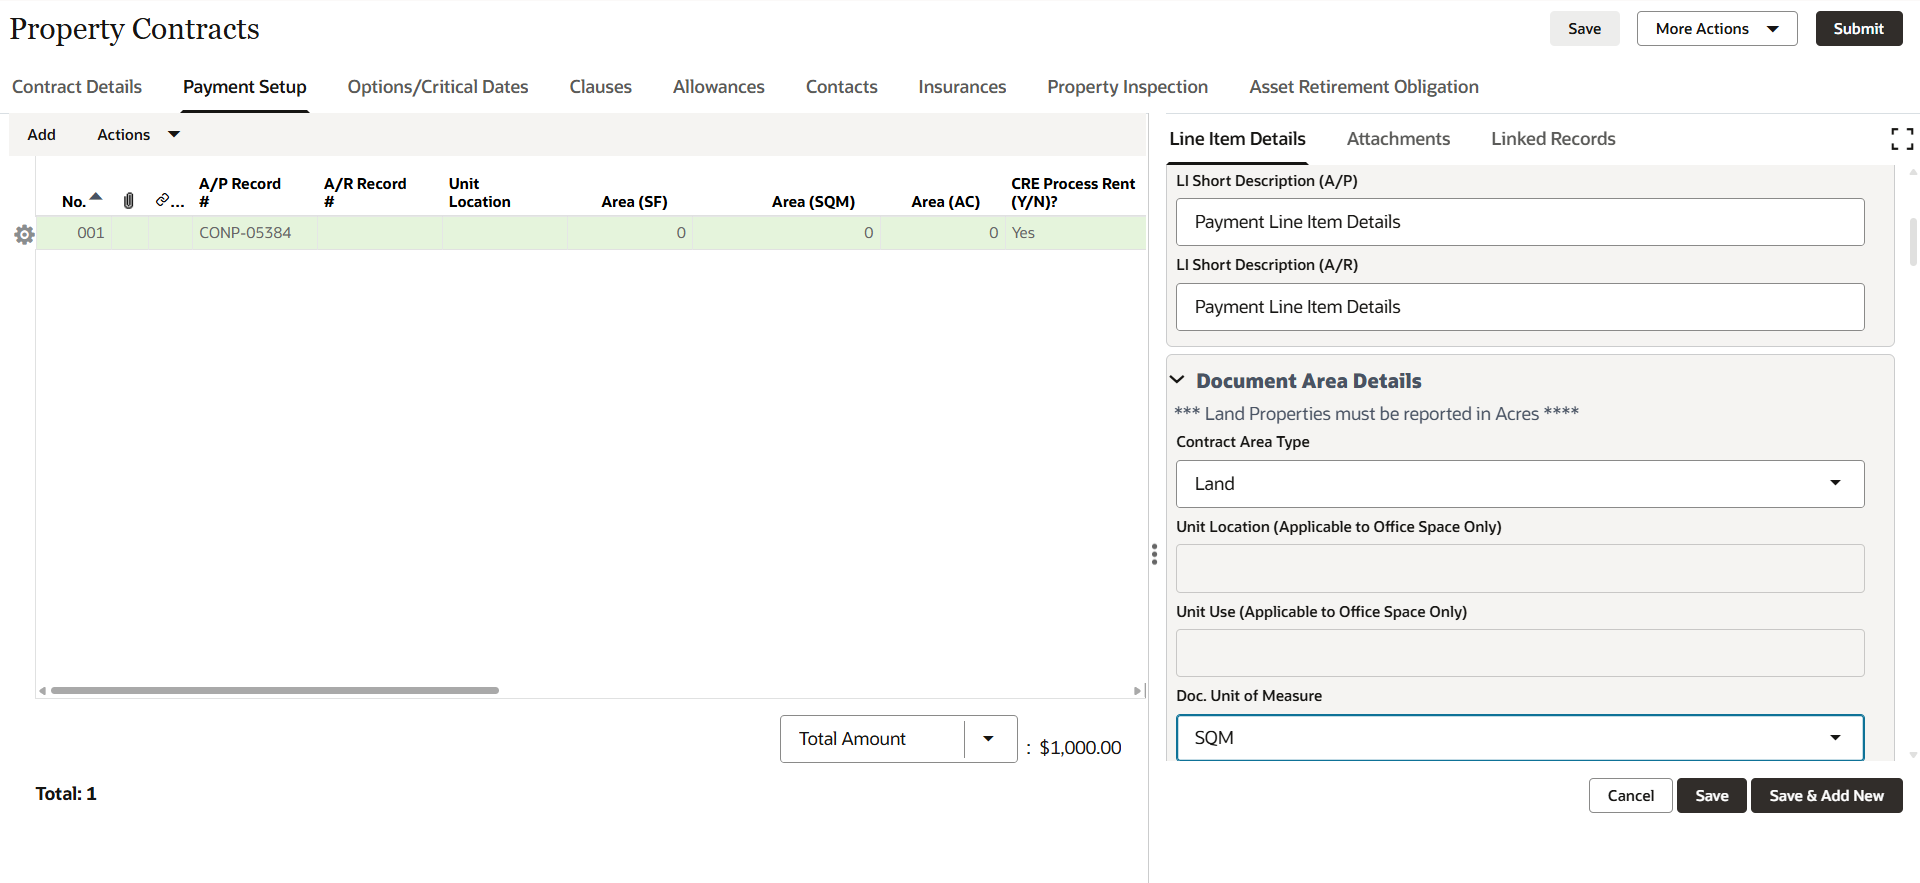 Property Contracts
Save
More Actions
Submit
Contract Details
Payment Setup
Options/Critical Dates
Clauses
Allowances
Contacts
Insurances
Property Inspection
Asset Retirement Obligation
Add
Actions
No.
...
A/P Record
#
A/R Record
#
Unit
Location
Area (SF)
Area (SQM)
Area (AC)
CRE Process Rent
(Y/N)?
001
CONP-05384
0
0
0
Yes
Total Amount
: $1,000.00
Total: 1
Line Item Details
Attachments
Linked Records
LI Short Description (A/P)
Payment Line Item Details
LI Short Description (A/R)
Payment Line Item Details
Document Area Details
*** Land Properties must be reported in Acres ****
Contract Area Type
Land
Unit Location (Applicable to Office Space Only)
Unit Use (Applicable to Office Space Only)
Doc. Unit of Measure
SQM
Cancel
Save
Save & Add New